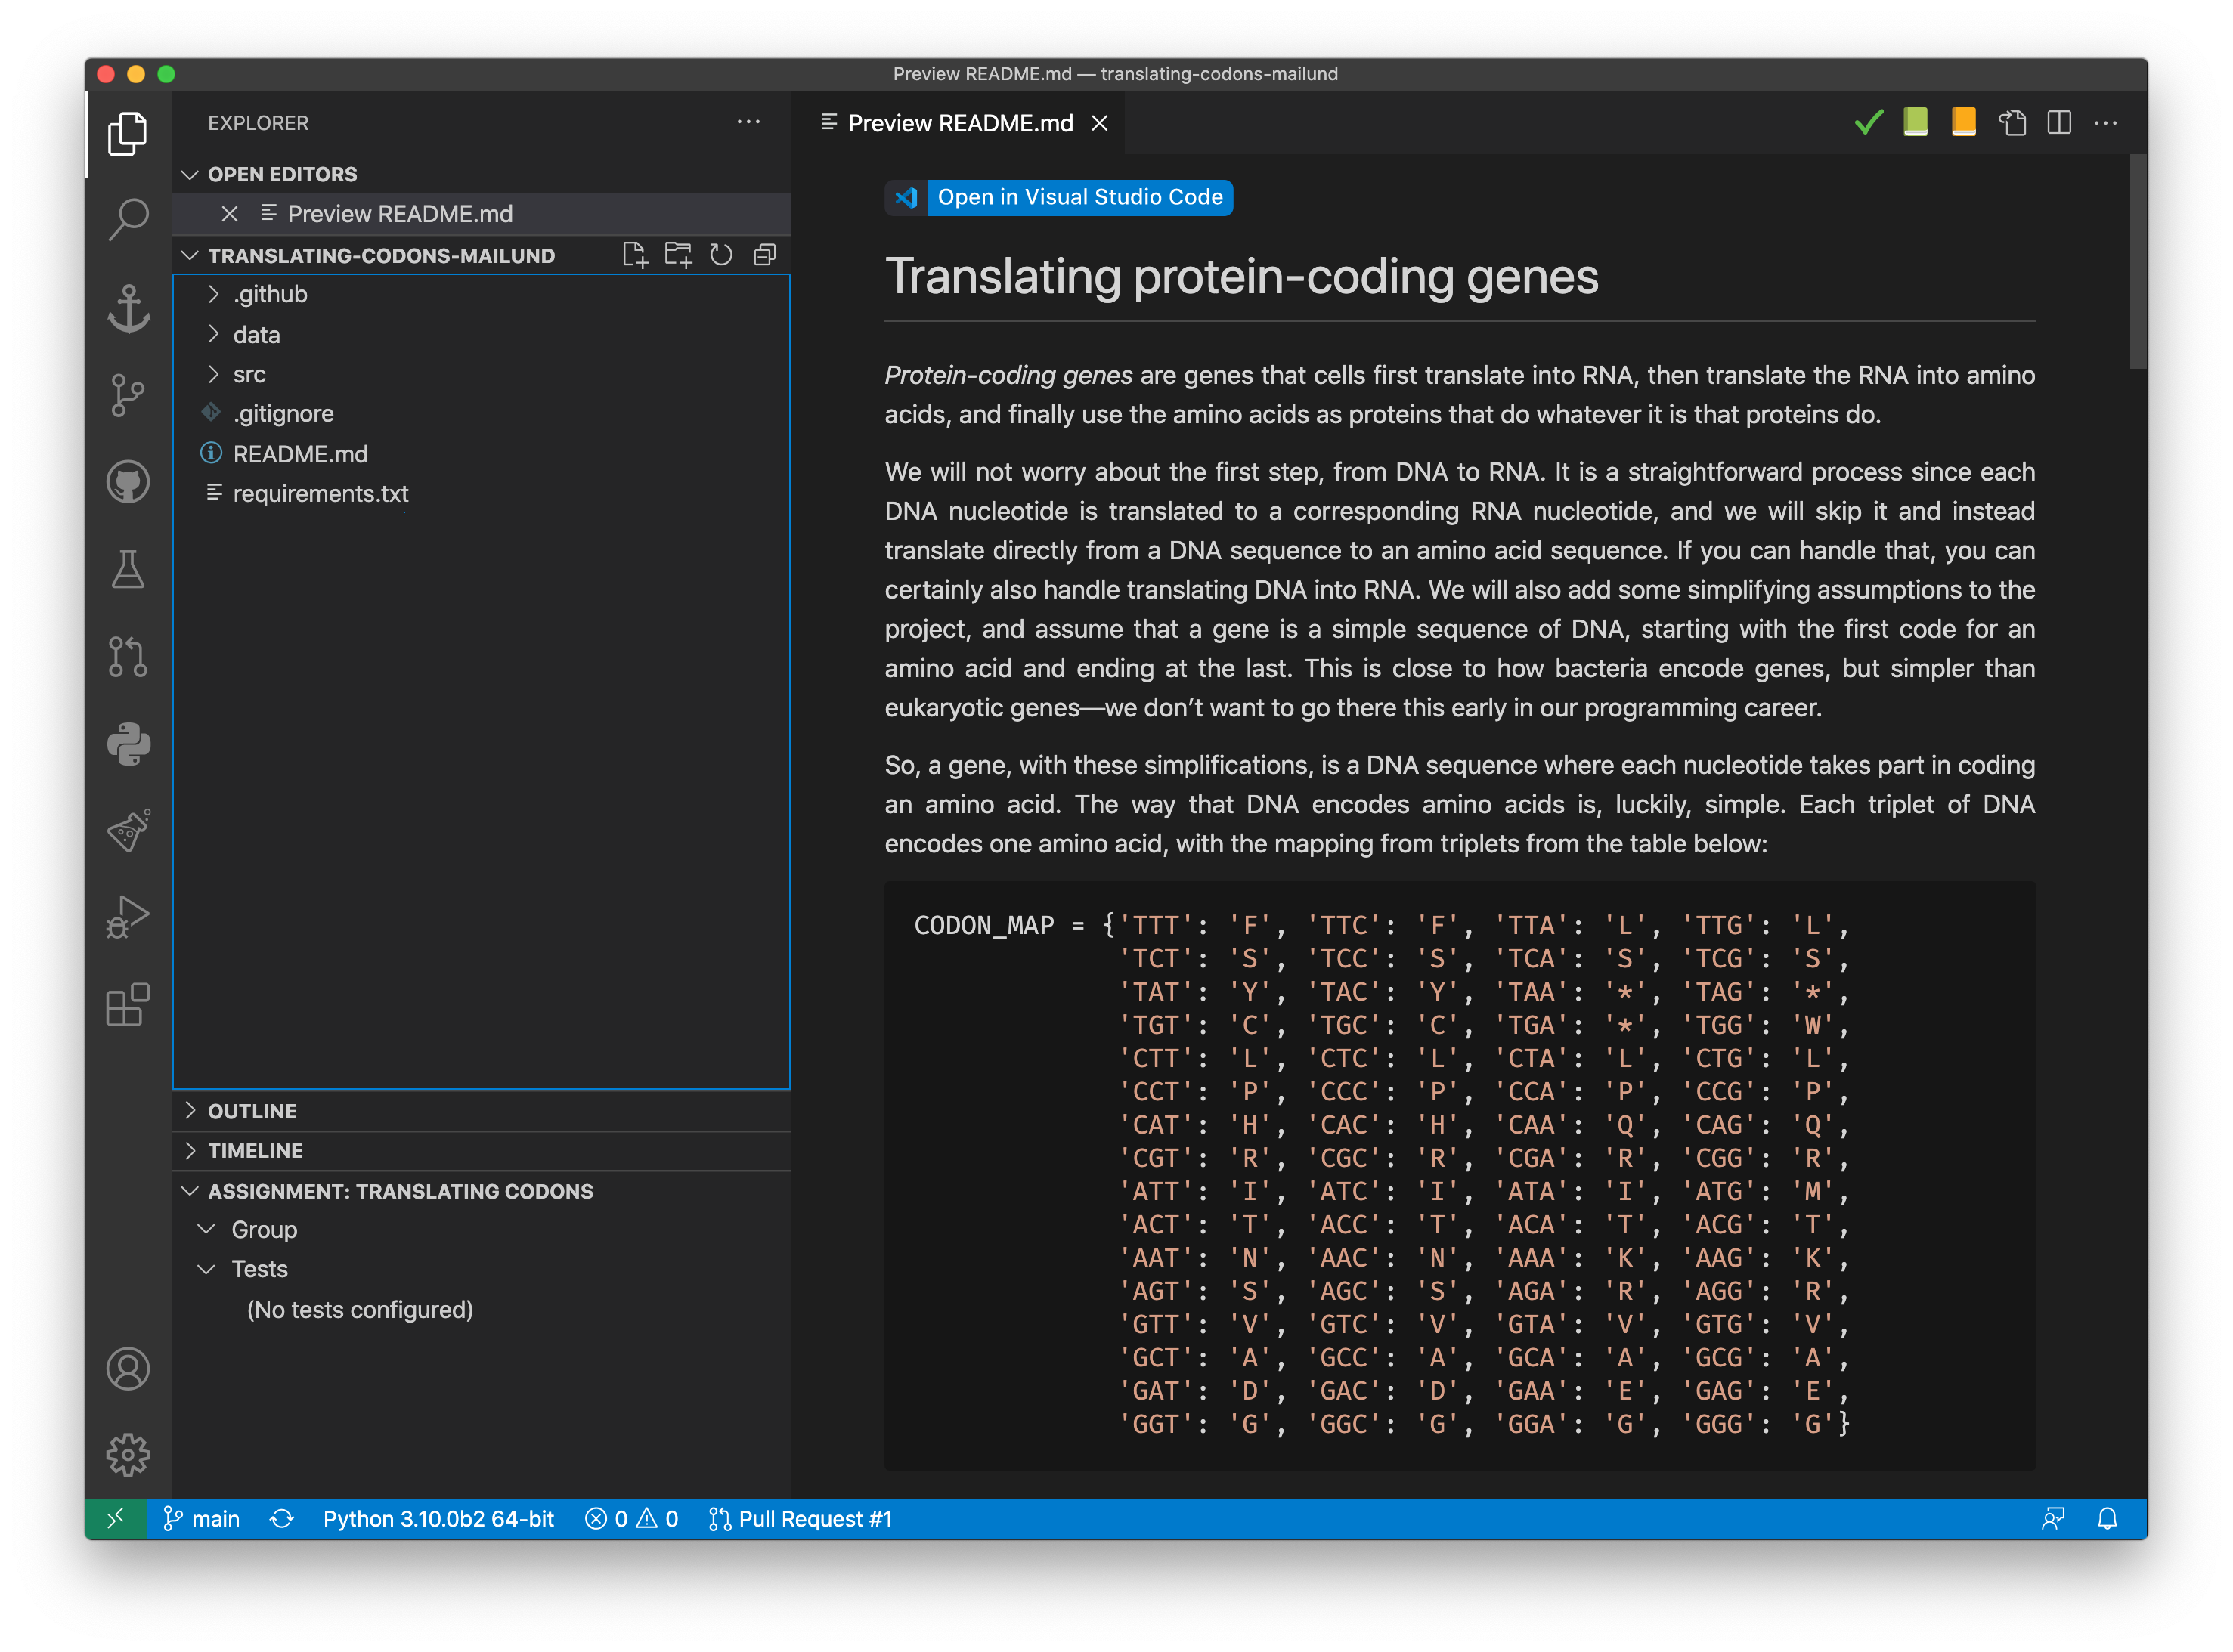 Preview README.md — translating-codons-mailund
EXPLORER
OPEN EDITORS
Preview README.md
TRANSLATING-CODONS-MAILUND
.github
data
src
.gitignore
README.md
requirements.txt
OUTLINE
TIMELINE
ASSIGNMENT: TRANSLATING CODONS
Group
Tests
(No tests configured)
Preview README.md
Open in Visual Studio Code
Translating protein-coding genes
Protein-coding genes are genes that cells first translate into RNA, then translate the RNA into amino
acids, and finally use the amino acids as proteins that do whatever it is that proteins do.
We will not worry about the first step, from DNA to RNA. It is a straightforward process since each
DNA nucleotide is translated to a corresponding RNA nucleotide, and we will skip it and instead
translate directly from a DNA sequence to an amino acid sequence. If you can handle that, you can
certainly also handle translating DNA into RNA. We will also add some simplifying assumptions to the
project, and assume that a gene is a simple sequence of DNA, starting with the first code for an
amino acid and ending at the last. This is close to how bacteria encode genes, but simpler than
eukaryotic genes—we don’t want to go there this early in our programming career.
So, a gene, with these simplifications, is a DNA sequence where each nucleotide takes part in coding
an amino acid. The way that DNA encodes amino acids is, luckily, simple. Each triplet of DNA
encodes one amino acid, with the mapping from triplets from the table below:
CODON_MAP = {'TTT': 'F', 'TTC': 'F', 'TTA': 'L', 'TTG': 'L',
'TCT': 'S', 'TCC': 'S', 'TCA': 'S', 'TCG': 'S',
'TAT': 'Y', 'TAC': 'Y', 'TAA': '*', 'TAG': '*',
'TGT': 'C', 'TGC': 'C', 'TGA': '*', 'TGG': 'W',
'CTT': 'L', 'CTC': 'L', 'CTA': 'L', 'CTG': 'L',
'CCT': 'P', 'CCC': 'P', 'CCA': 'P', 'CCG': 'P',
'CAT': 'H', 'CAC': 'H', 'CAA': 'Q', 'CAG': 'Q',
'CGT': 'R', 'CGC': 'R', 'CGA': 'R', 'CGG': 'R',
'ATT': 'I', 'ATC': 'I', 'ATA': 'I', 'ATG': 'M',
'ACT': 'T', 'ACC': 'T', 'ACA': 'T', 'ACG': 'T',
'AAT': 'N', 'AAC': 'N', 'AAA': 'K', 'AAG': 'K',
'AGT': 'S', 'AGC': 'S', 'AGA': 'R', 'AGG': 'R',
'GTT': 'V', 'GTC': 'V', 'GTA': 'V', 'GTG': 'V',
'GCT': 'A', 'GCC': 'A', 'GCA': 'A', 'GCG': 'A',
'GAT': 'D', 'GAC': 'D', 'GAA': 'E', 'GAG': 'E',
'GGT': 'G', 'GGC': 'G', 'GGA': 'G', 'GGG': 'G'}
main Python 3.10.0b2 64-bit 0 0 Pull Request #1